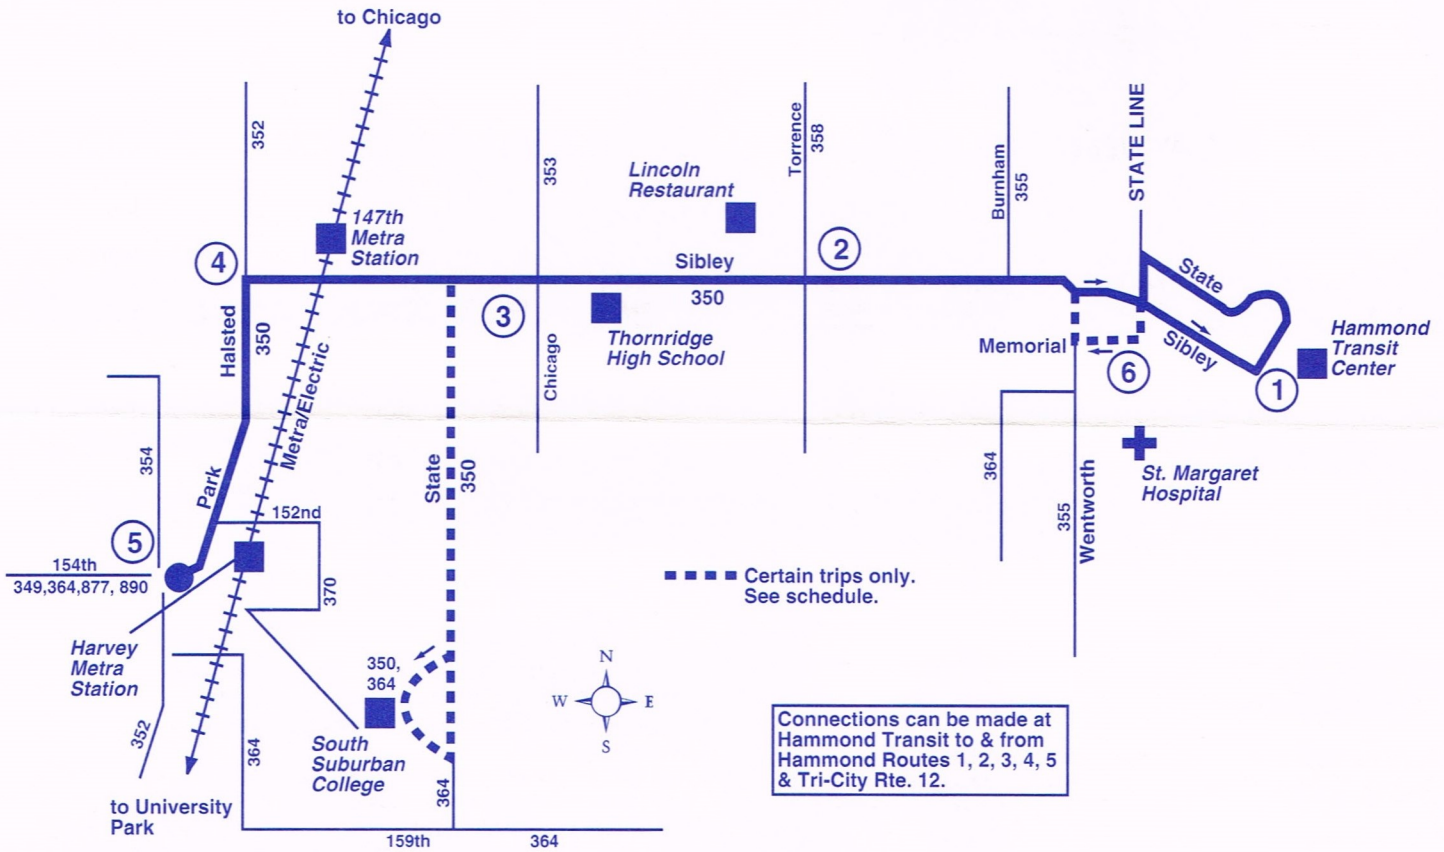 to Chicago
352
353
Torrence
358
Burnham
355
STATE LINE
Lincoln
Restaurant
147th
Metra
Station
4
2
Sibley
350
3
State
Sibley
Hammond
Transit
Center
1
Halsted
350
Metra/Electric
Thornridge
High School
Chicago
Memorial
6
354
Park
State
350
364
355
Wentworth
St. Margaret
Hospital
152nd
5
154th
349,364,877, 890
370
Certain trips only.
See schedule.
Harvey
Metra
Station
350,
364
N
W
E
S
352
364
South
Suburban
College
364
Connections can be made at
Hammond Transit to & from
Hammond Routes 1, 2, 3, 4, 5
& Tri-City Rte. 12.
to University
Park
159th
364